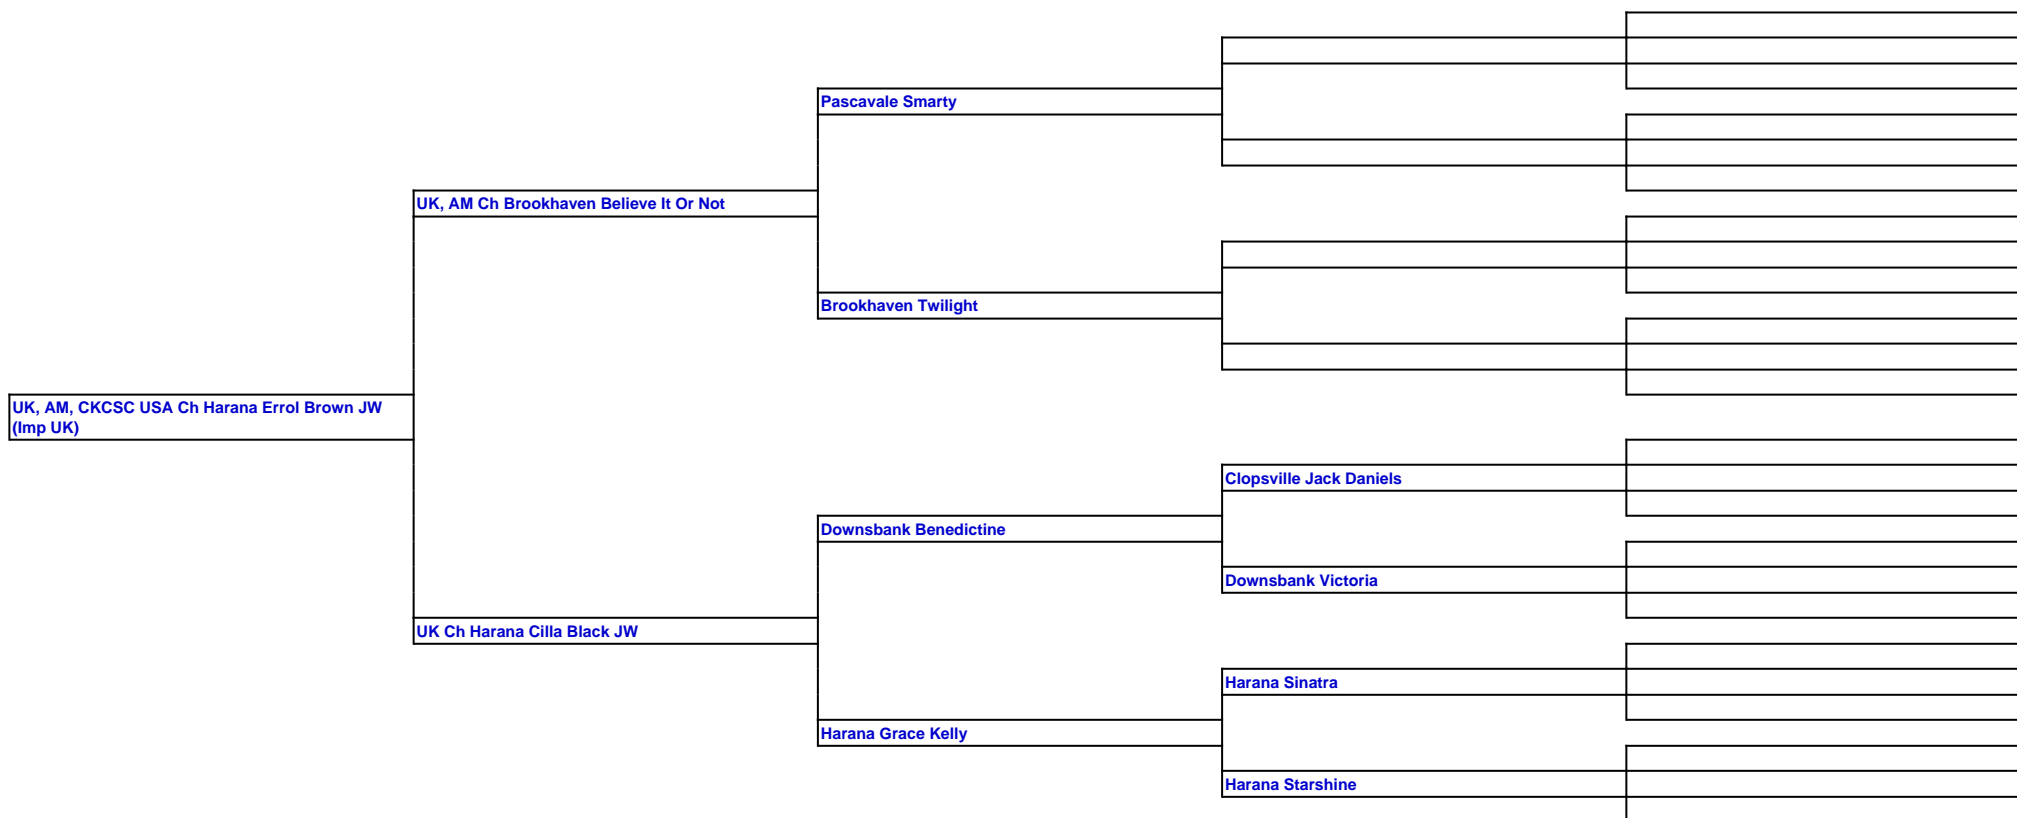 Pascavale Smarty
UK, AM Ch Brookhaven Believe It Or Not
Brookhaven Twilight
UK, AM, CKCSC USA Ch Harana Errol Brown JW
(Imp UK)
Clopsville Jack Daniels
Downsbank Benedictine
Downsbank Victoria
UK Ch Harana Cilla Black JW
Harana Sinatra
Harana Grace Kelly
Harana Starshine